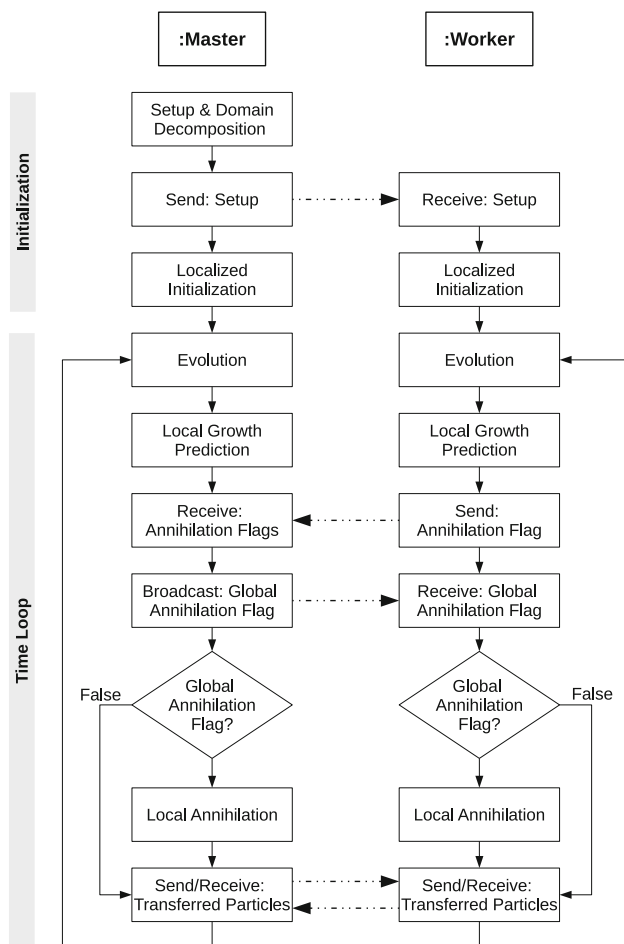 :Master
:Worker
Initialization
Setup & Domain
Decomposition
Send: Setup
Receive: Setup
Localized
Initialization
Localized
Initialization
Time Loop
Evolution
Evolution
Local Growth
Prediction
Local Growth
Prediction
Receive:
Annihilation Flags
Send:
Annihilation Flag
Broadcast: Global
Annihilation Flag
Receive: Global
Annihilation Flag
False
Global
Annihilation
Flag?
Global
Annihilation
Flag?
False
Local Annihilation
Local Annihilation
Send/Receive:
Transferred Particles
Send/Receive:
Transferred Particles